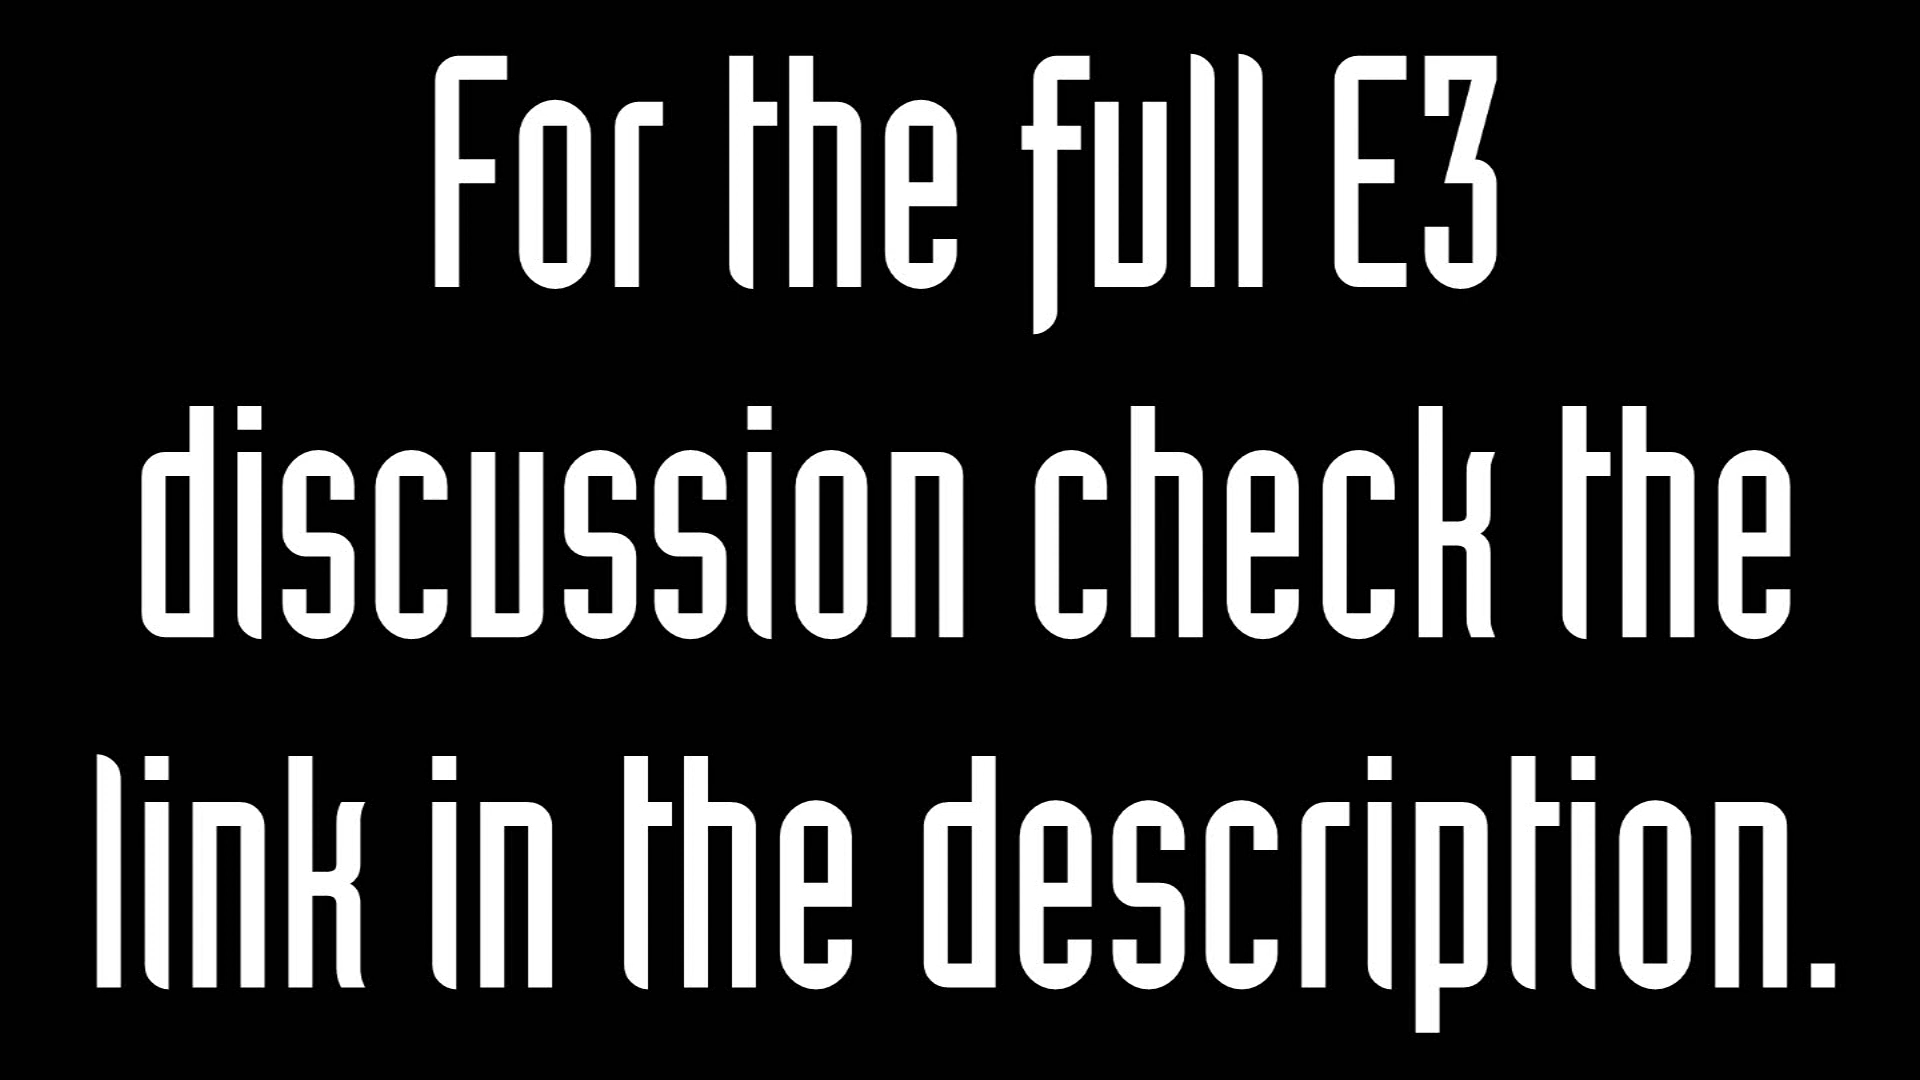 For the full E3
discussion check the
link in the description.